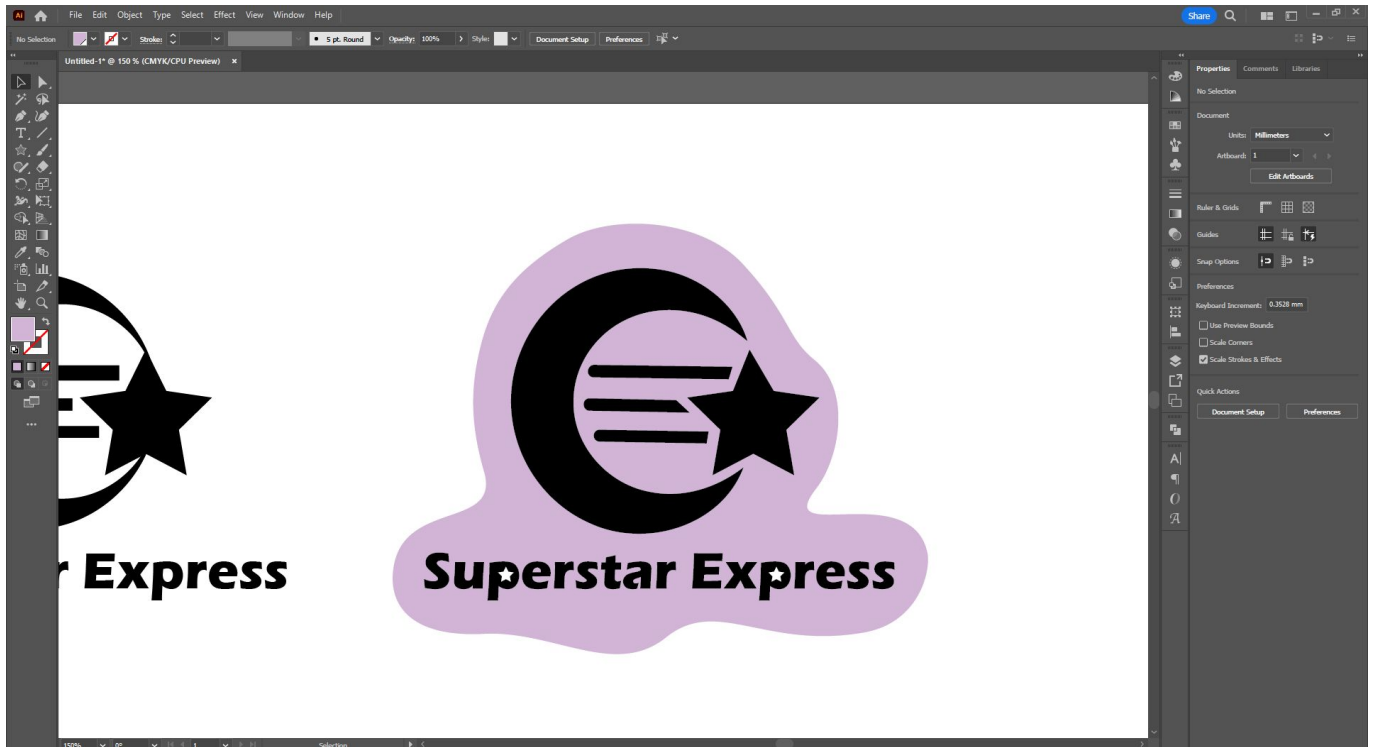 Ai File Edit Object Type Select Effect View Window Help Share
No Selection Stroke: 5 pt. Round Opacity: 100% Style: Document Setup Preferences
Untitled-1* @ 150 % (CMYK/CPU Preview) ×
Properties Comments Libraries
No Selection
Document
Units: Millimeters
Artboard: 1
Edit Artboards
Ruler & Grids
Guides
Snap Options
Preferences
Keyboard Increment: 0.3528 mm
Use Preview Bounds
Scale Corners
Scale Strokes & Effects
Quick Actions
Document Setup Preferences
r Express
Superstar Express
150% 0° 1 Selection